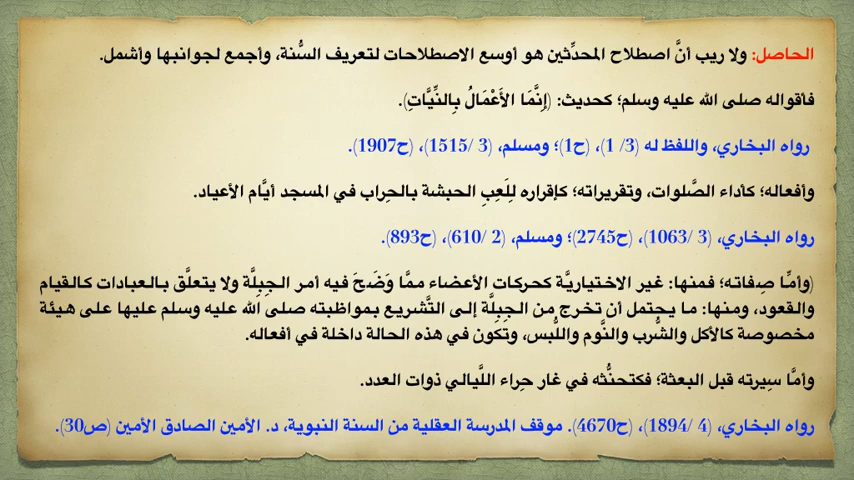 الحاصل: ولا ريب أنَّ اصطلاح المحدِّثين هو أوسع الاصطلاحات لتعريف السُّنة، وأجمع لجوانبها وأشمل.
فأقواله صلى الله عليه وسلم؛ كحديث: (إِنَّمَا الأَعْمَالُ بِالنِّيَّاتِ).
رواه البخاري، واللفظ له (3/ 1)، (ح1)؛ ومسلم، (3 /1515)، (ح1907).
وأفعاله؛ كأداء الصَّلوات، وتقريراته؛ كإقراره لِلَعِبِ الحبشة بالحِراب في المسجد أيَّام الأعياد.
رواه البخاري، (3 /1063)، (ح2745)؛ ومسلم، (2 /610)، (ح893).
(وأمَّا صِفاته؛ فمنها: غير الاختياريَّة كحركات الأعضاء ممَّا وَضَحَ فيه أمر الجِبِلَّة ولا يتعلَّق بالعبادات كالقيام
والقعود، ومنها: ما يحتمل أن تخرج من الجبلَّة إلى التَّشريع بمواظبته صلى الله عليه وسلم عليها على هيئة
مخصوصة كالأكل والشُّرب والنَّوم واللُّبس، وتكون في هذه الحالة داخلة في أفعاله.
وأمَّا سِيرته قبل البعثة؛ فكتحنُّثه في غار حِراء اللَّيالي ذوات العدد.
رواه البخاري، (4 /1894)، (ح4670). موقف المدرسة العقلية من السنة النبوية، د. الأمين الصادق الأمين (ص30).